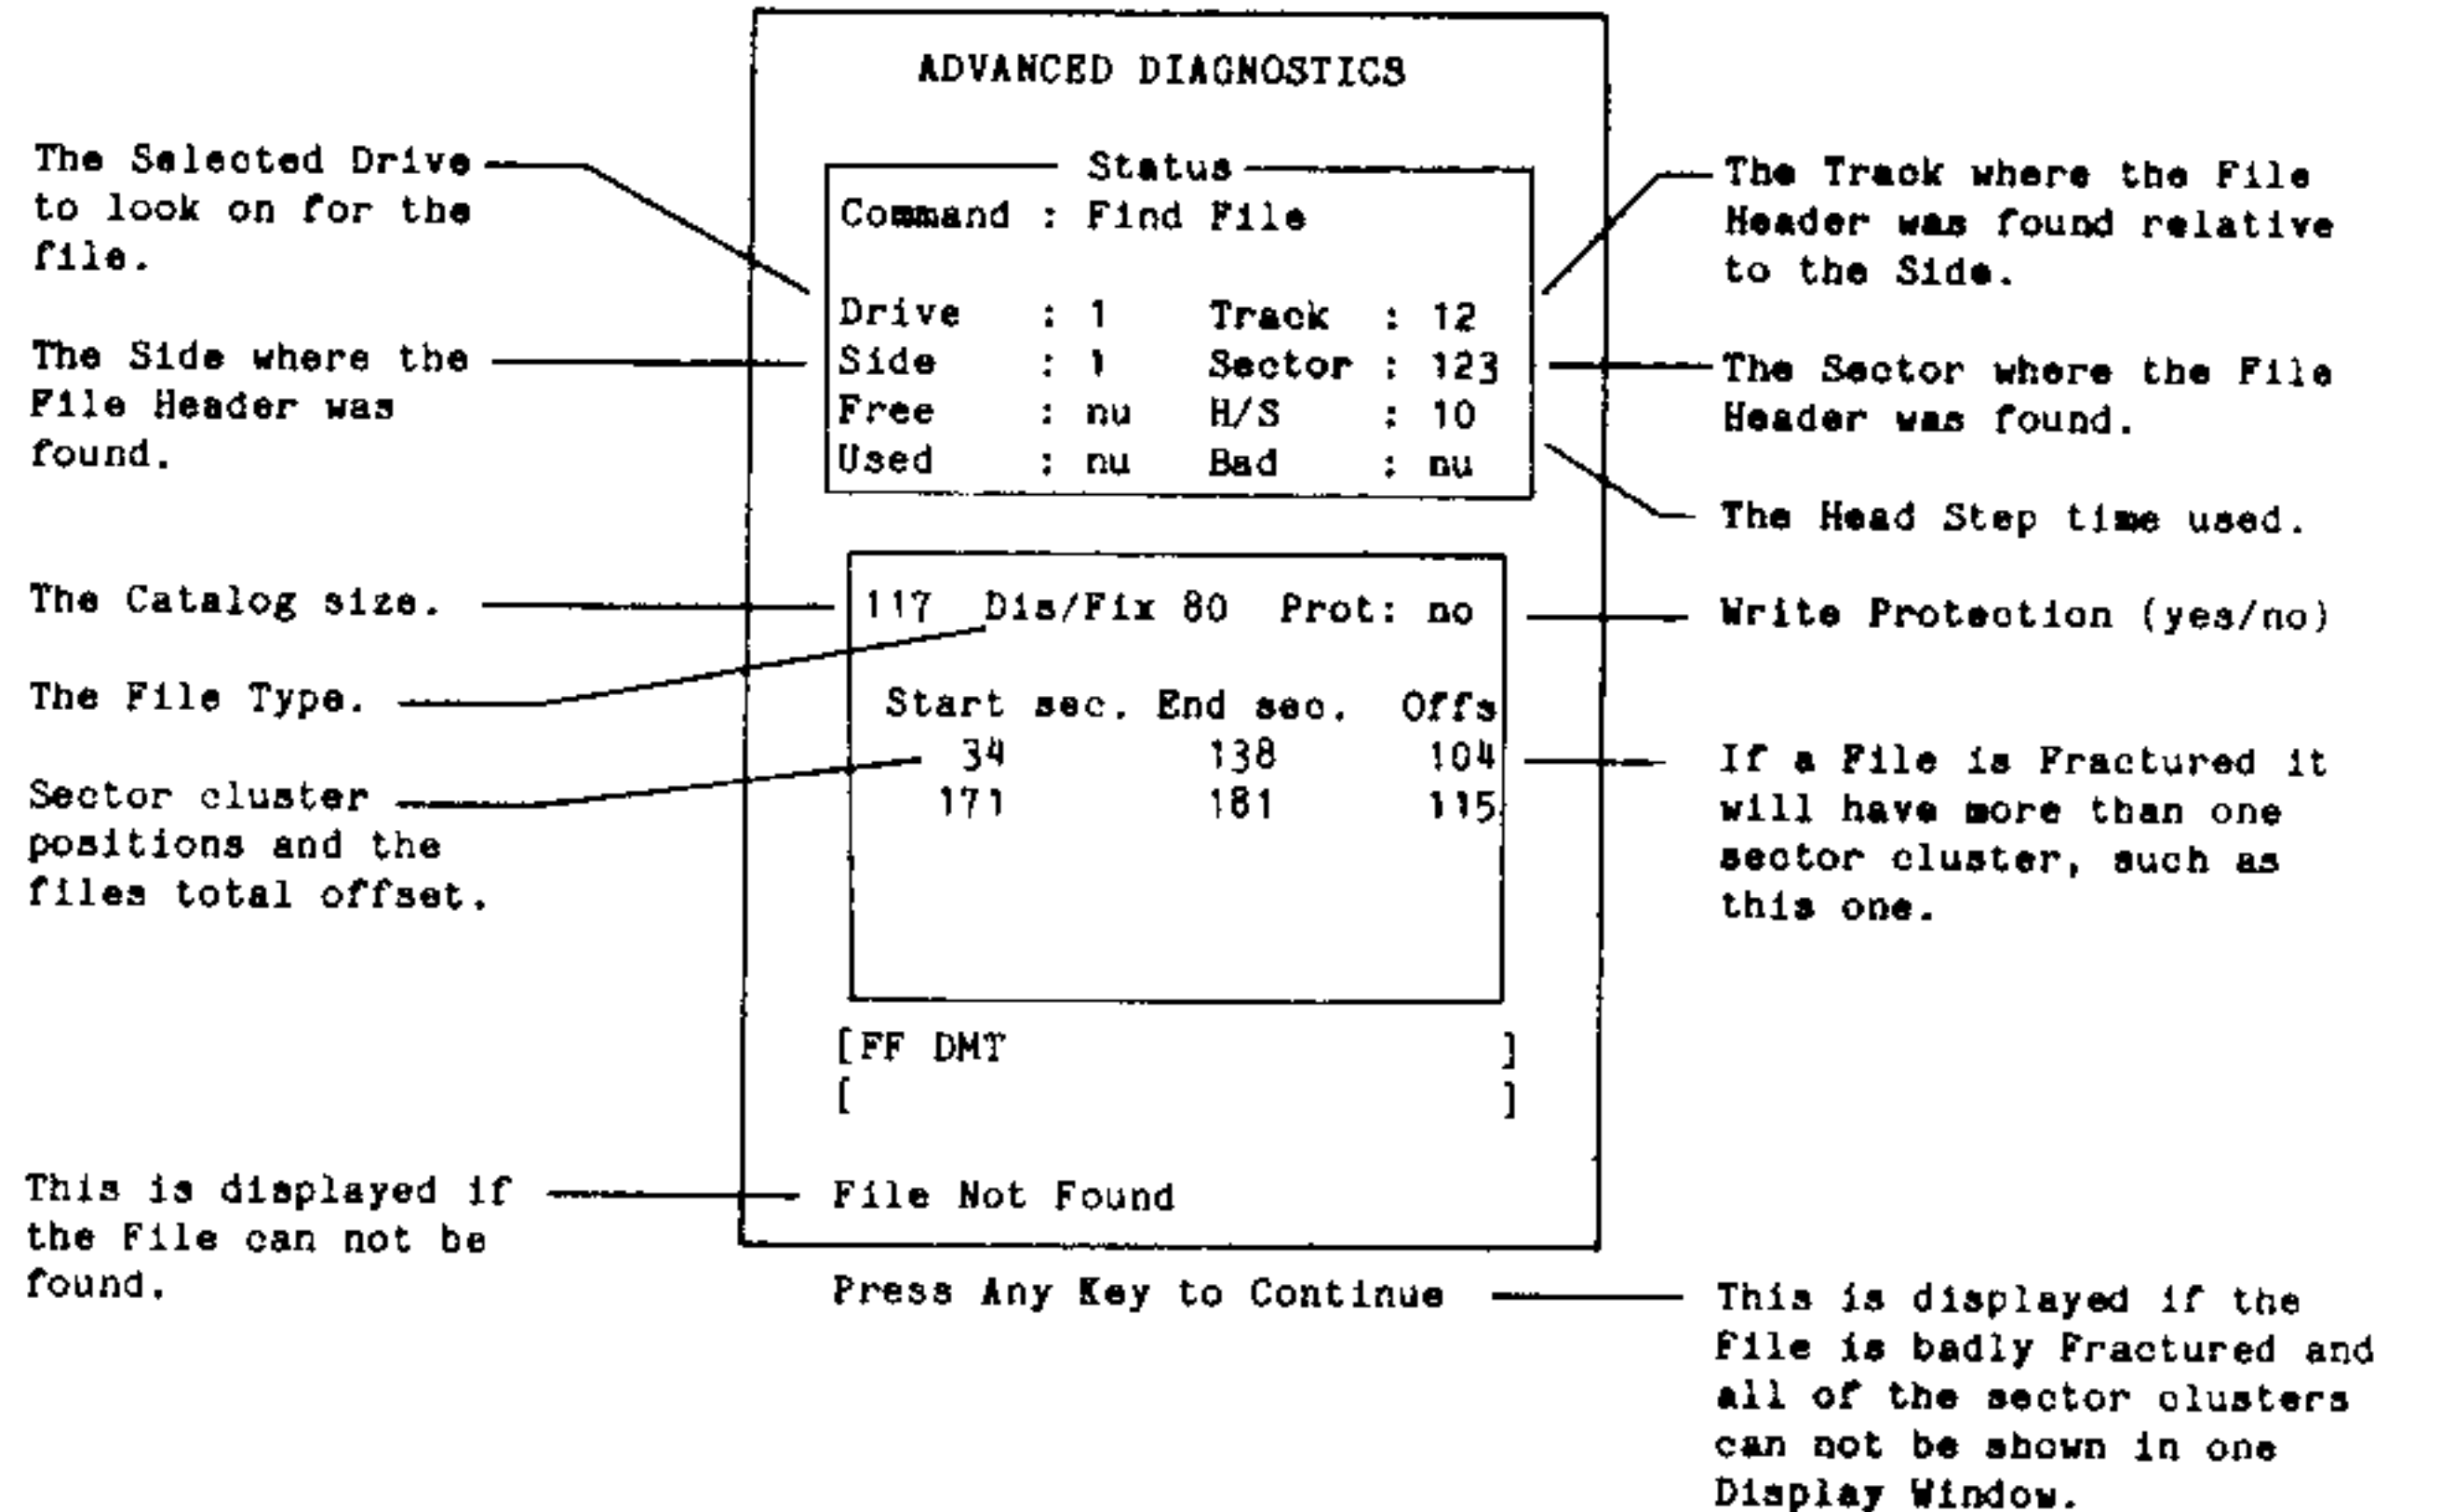 ADVANCED DIAGNOSTICS
The Selected Drive
to look on for the
file.
The Side where the
File Header was
found.
The Catalog size.
The File Type.
Sector cluster
positions and the
files total offset.
This is displayed if
the File can not be
found.
Status
Command : Find File
Drive : 1 Track : 12
Side : 1 Sector : 123
Free : nu H/S : 10
Used : nu Bad : nu
117 Dis/Fix 80 Prot: no
Start sec. End sec. Offs
34 138 104
171 181 115
[FF DMT ]
[ ]
File Not Found
Press Any Key to Continue
The Track where the File
Header was found relative
to the Side.
The Sector where the File
Header was found.
The Head Step time used.
Write Protection (yes/no)
If a File is Fractured it
will have more than one
sector cluster, such as
this one.
This is displayed if the
File is badly Fractured and
all of the sector clusters
can not be shown in one
Display Window.